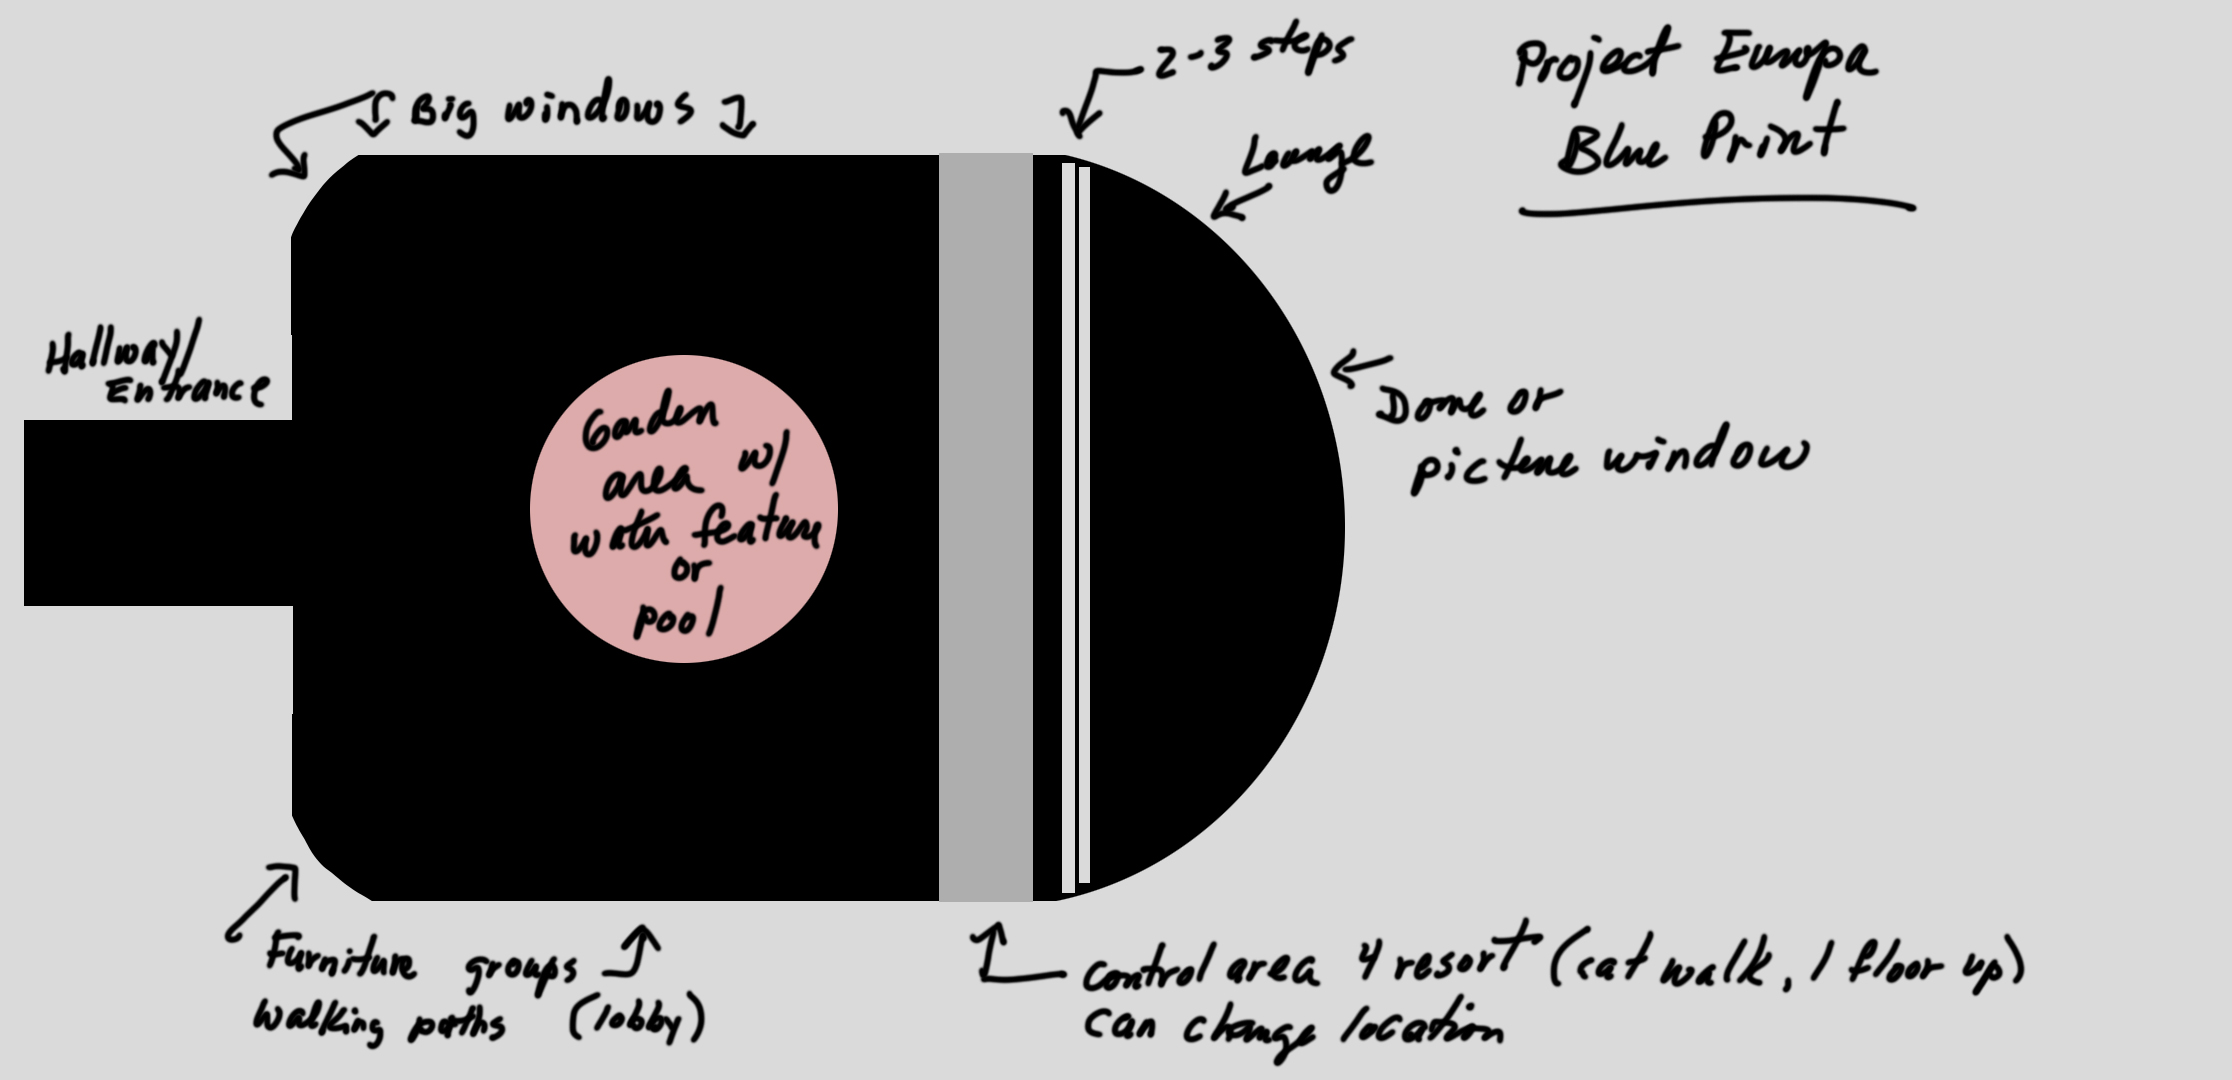 Project Europa
Blue Print
2-3 steps
Big windows
Lounge
Hallway/
Entrance
Dome or
picture window
Garden
area w/
water feature
or
pool
Furniture groups
walking paths (lobby)
Control area 4 resort (cat walk, 1 floor up)
can change location